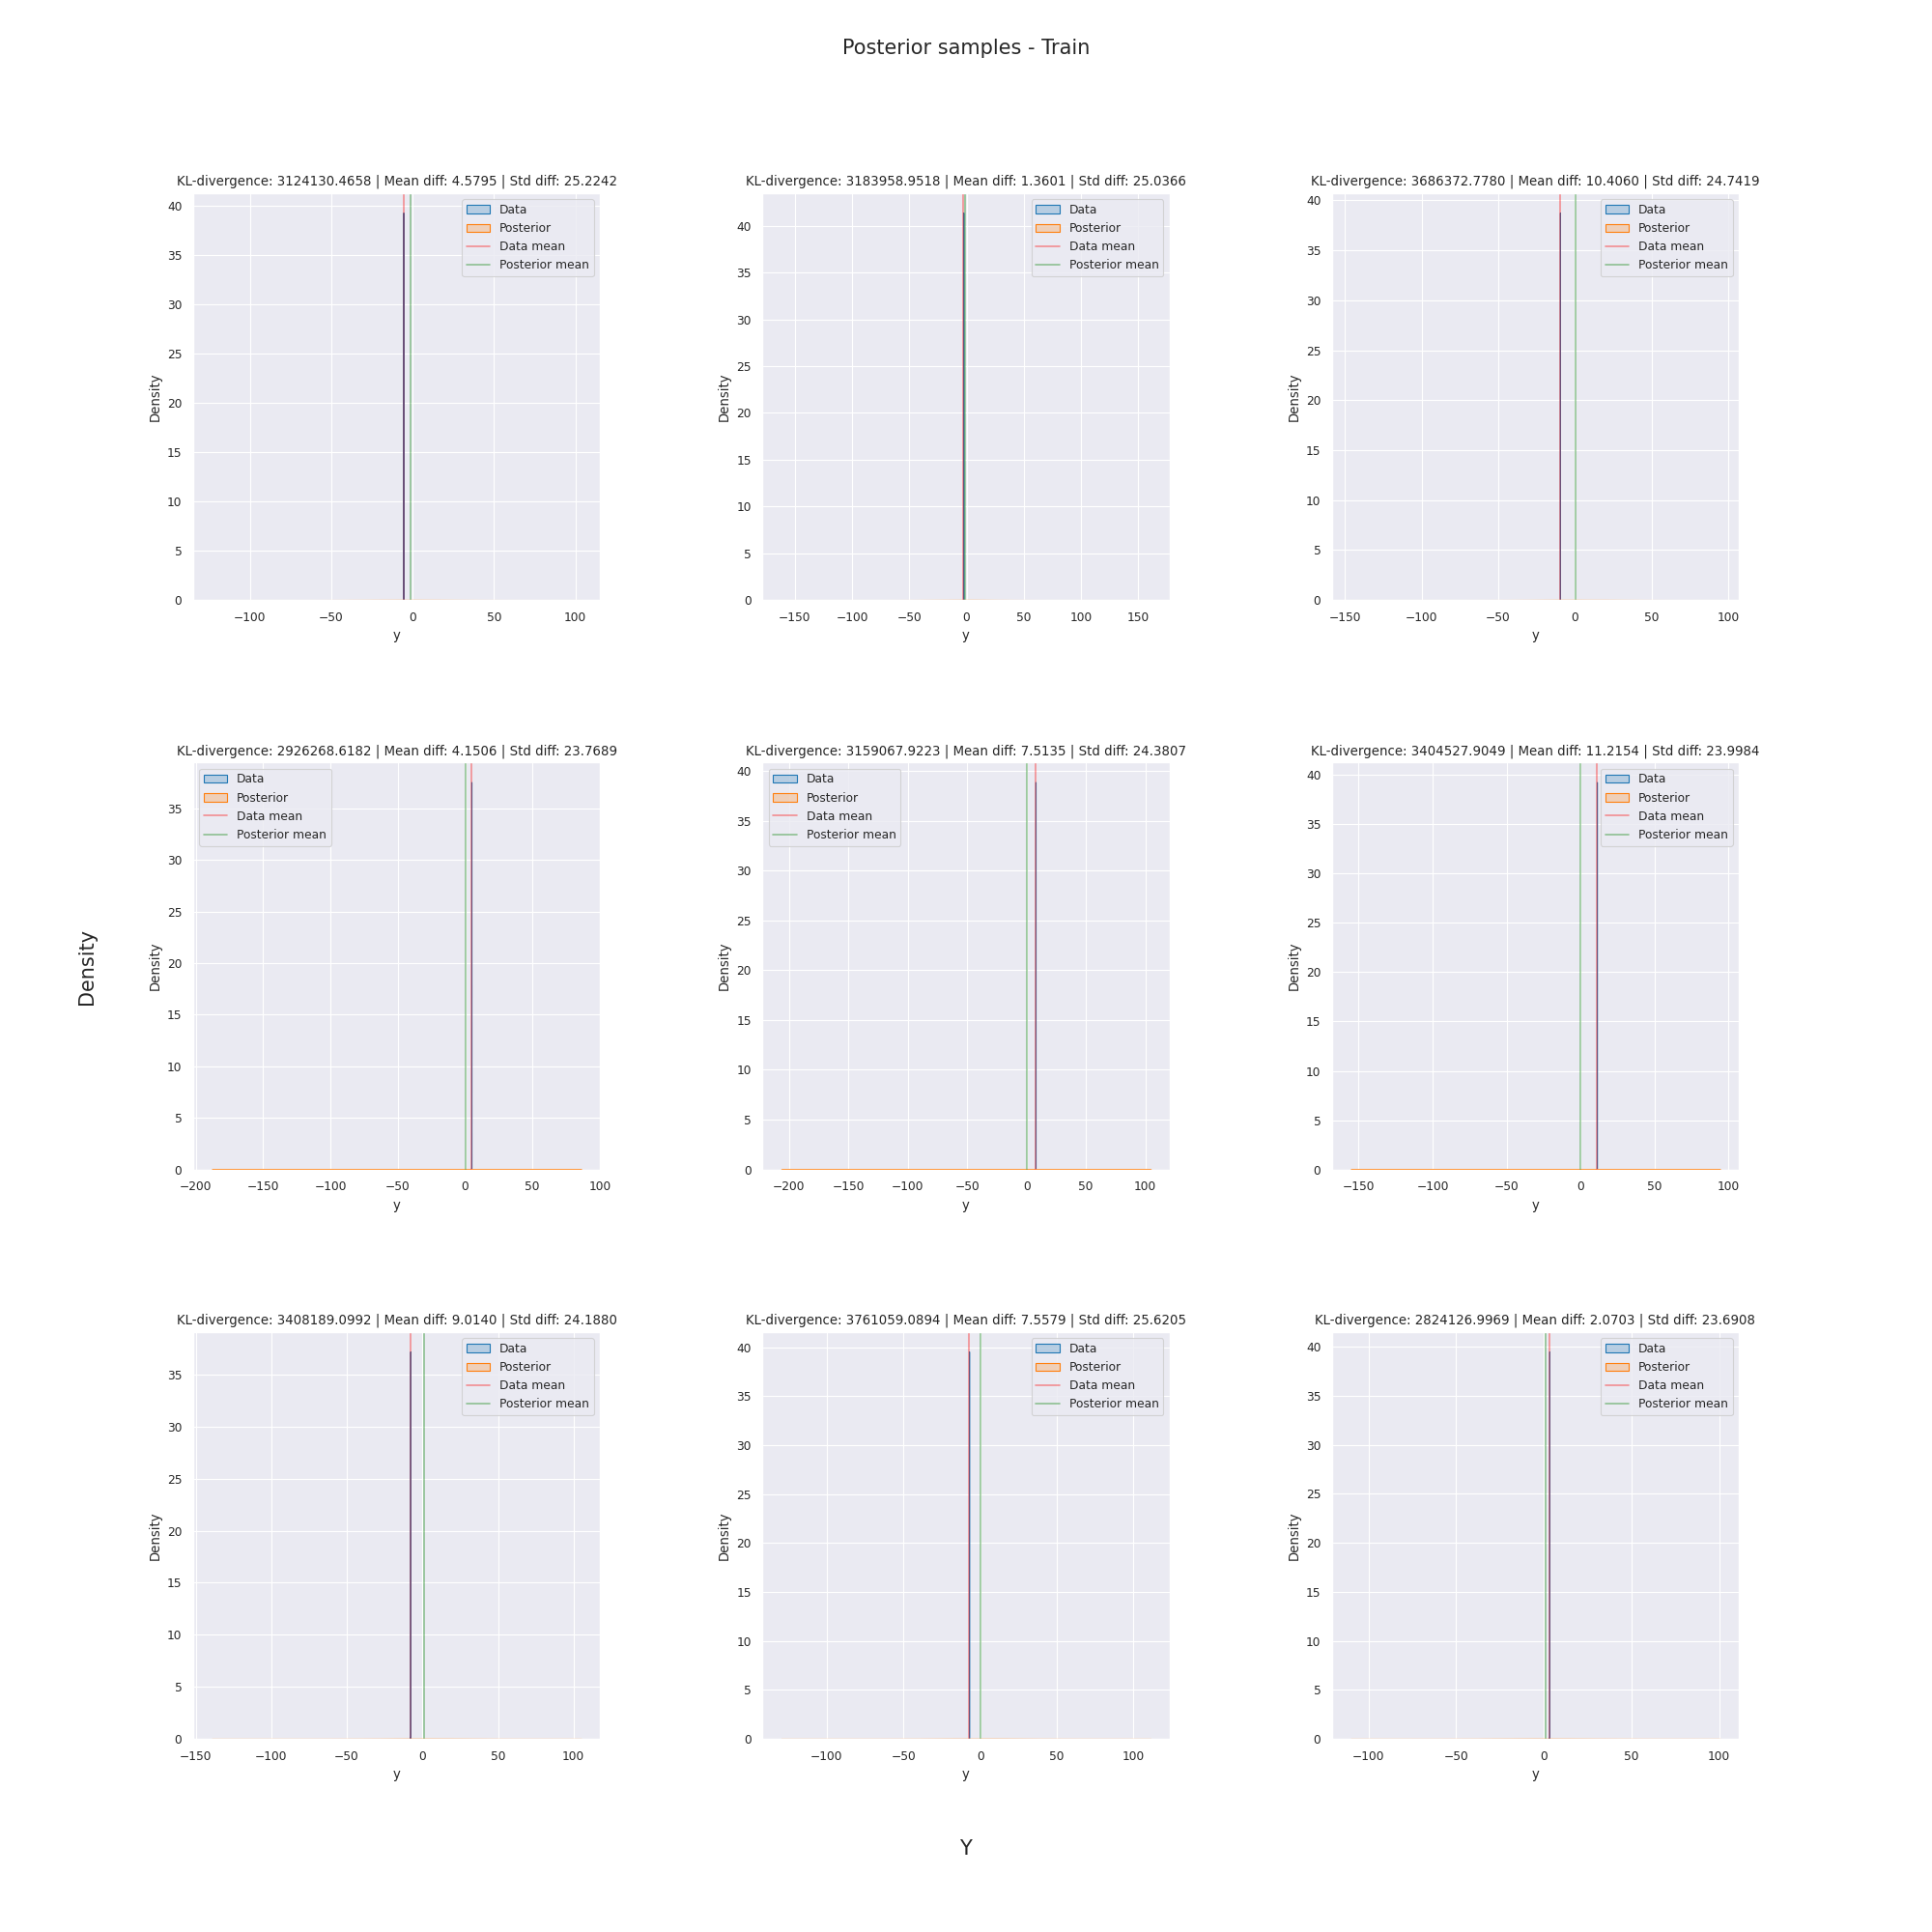 Posterior samples - Train
KL-divergence: 3124130.4658 | Mean diff: 4.5795 | Std diff: 25.2242
40
35
30
25
20
15
10
5
0
Density
Data
Posterior
Data mean
Posterior mean
−100 −50 0 50 100
y
KL-divergence: 3183958.9518 | Mean diff: 1.3601 | Std diff: 25.0366
40
35
30
25
20
15
10
5
0
Density
Data
Posterior
Data mean
Posterior mean
−150 −100 −50 0 50 100 150
y
KL-divergence: 3686372.7780 | Mean diff: 10.4060 | Std diff: 24.7419
40
35
30
25
20
15
10
5
0
Density
Data
Posterior
Data mean
Posterior mean
−150 −100 −50 0 50 100
y
Density
KL-divergence: 2926268.6182 | Mean diff: 4.1506 | Std diff: 23.7689
35
30
25
20
15
10
5
0
Density
Data
Posterior
Data mean
Posterior mean
−200 −150 −100 −50 0 50 100
y
KL-divergence: 3159067.9223 | Mean diff: 7.5135 | Std diff: 24.3807
40
35
30
25
20
15
10
5
0
Density
Data
Posterior
Data mean
Posterior mean
−200 −150 −100 −50 0 50 100
y
KL-divergence: 3404527.9049 | Mean diff: 11.2154 | Std diff: 23.9984
40
35
30
25
20
15
10
5
0
Density
Data
Posterior
Data mean
Posterior mean
−150 −100 −50 0 50 100
y
KL-divergence: 3408189.0992 | Mean diff: 9.0140 | Std diff: 24.1880
35
30
25
20
15
10
5
0
Density
Data
Posterior
Data mean
Posterior mean
−150 −100 −50 0 50 100
y
KL-divergence: 3761059.0894 | Mean diff: 7.5579 | Std diff: 25.6205
40
35
30
25
20
15
10
5
0
Density
Data
Posterior
Data mean
Posterior mean
−100 −50 0 50 100
y
KL-divergence: 2824126.9969 | Mean diff: 2.0703 | Std diff: 23.6908
40
35
30
25
20
15
10
5
0
Density
Data
Posterior
Data mean
Posterior mean
−100 −50 0 50 100
y
Y